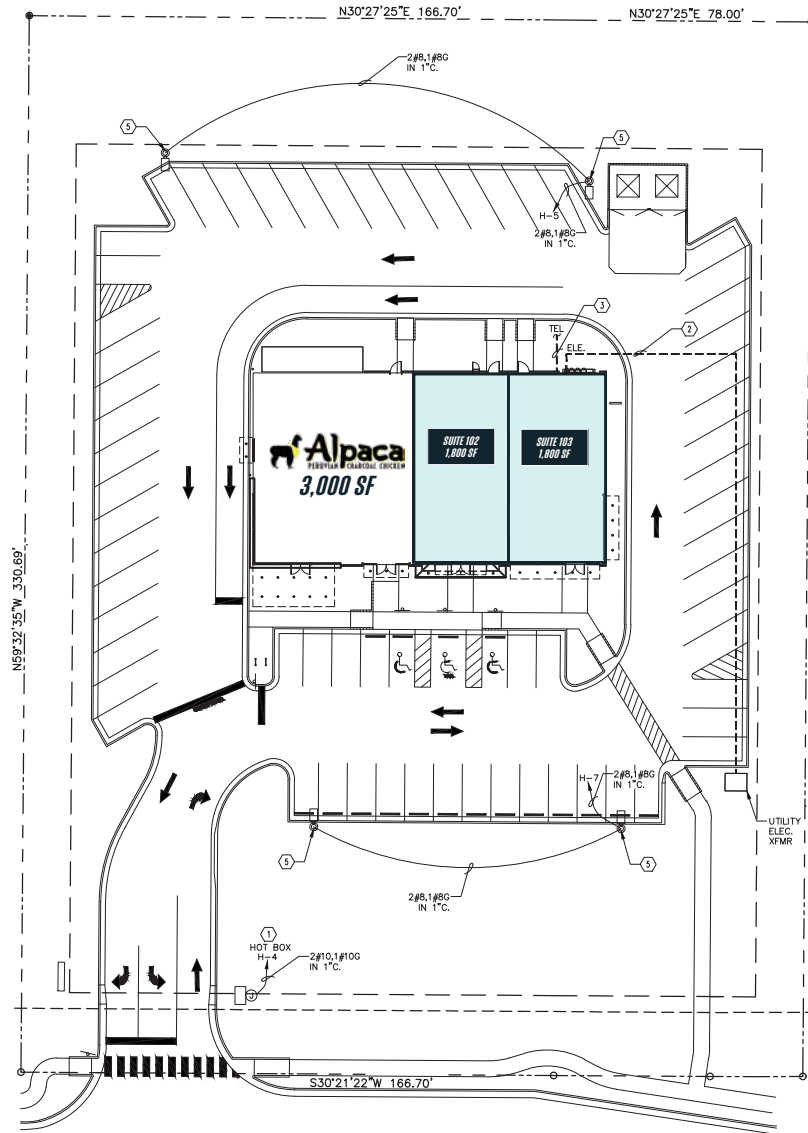 N30°27'25"E 166.70'
N30°27'25"E 78.00'
2#8,1#8G
IN 1"C.
5
5
H-5
2#8,1#8G
IN 1"C.
3
TEL
ELE.
2
Alpaca
PERUVIAN CHARCOAL CHICKEN
3,000 SF
SUITE 102
1,800 SF
SUITE 103
1,800 SF
N59°32'35"W 330.69'
H-7
2#8,1#8G
IN 1"C.
UTILITY
ELEC.
XFMR
5
5
2#8,1#8G
IN 1"C.
1
HOT BOX
H-4
2#10,1#10G
IN 1"C.
J
S30°21'22"W 166.70'